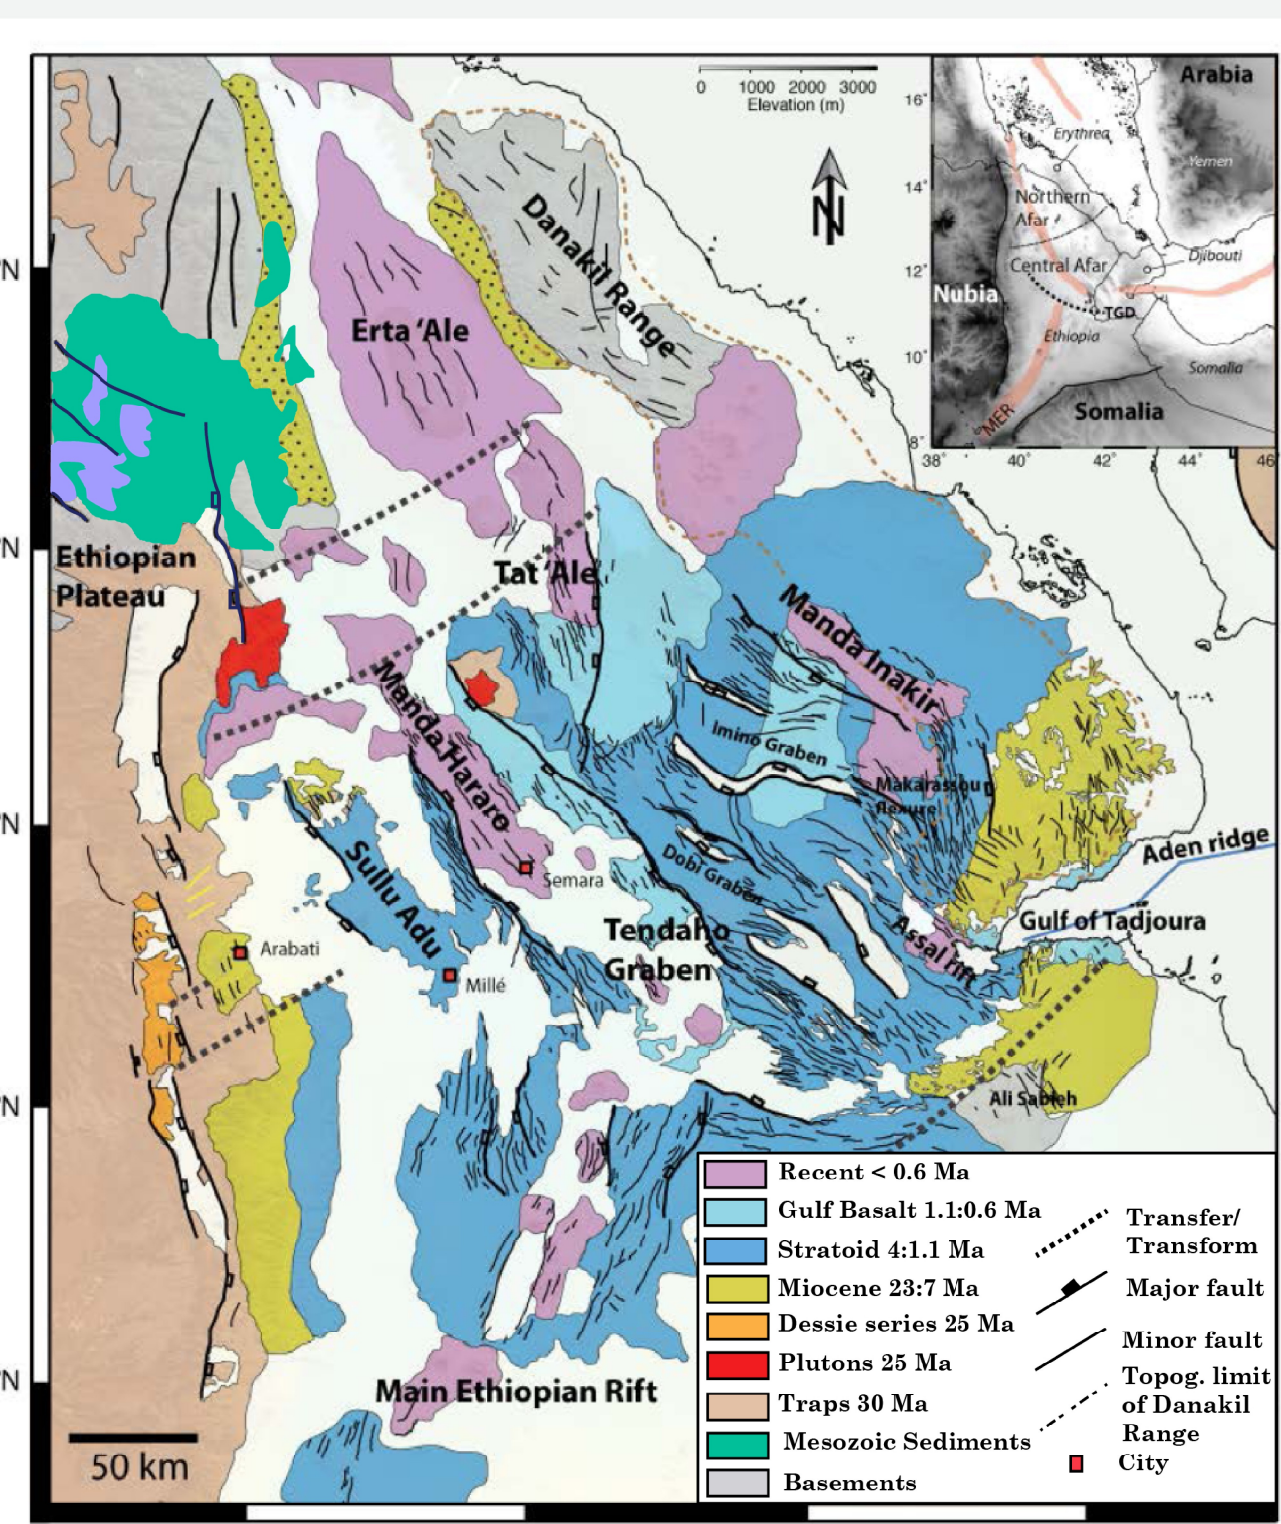 0 1000 2000 3000
Elevation (m)
N
Arabia
16°
Erythrea
Yemen
14°
Northern
Afar
12°
Central Afar
Djibouti
Nubia
TGD
Ethiopia
10°
Somalia
MER
Somalia
8°
38° 40° 42° 44° 46
°N
Danakil Range
Erta ‘Ale
°N
Ethiopian
Plateau
Tat ‘Ale
Manda Inakir
Manda Hararo
Imino Graben
Makarassou
flexure
°N
Aden ridge
Sullu Adu
Semara
Dobi Graben
Tendaho
Graben
Gulf of Tadjoura
Assal rift
Arabati
Millé
°N
Ali Sabieh
°N
Main Ethiopian Rift
50 km
Recent < 0.6 Ma
Gulf Basalt 1.1:0.6 Ma
Stratoid 4:1.1 Ma
Miocene 23:7 Ma
Dessie series 25 Ma
Plutons 25 Ma
Traps 30 Ma
Mesozoic Sediments
Basements
Transfer/
Transform
Major fault
Minor fault
Topog. limit
of Danakil
Range
City